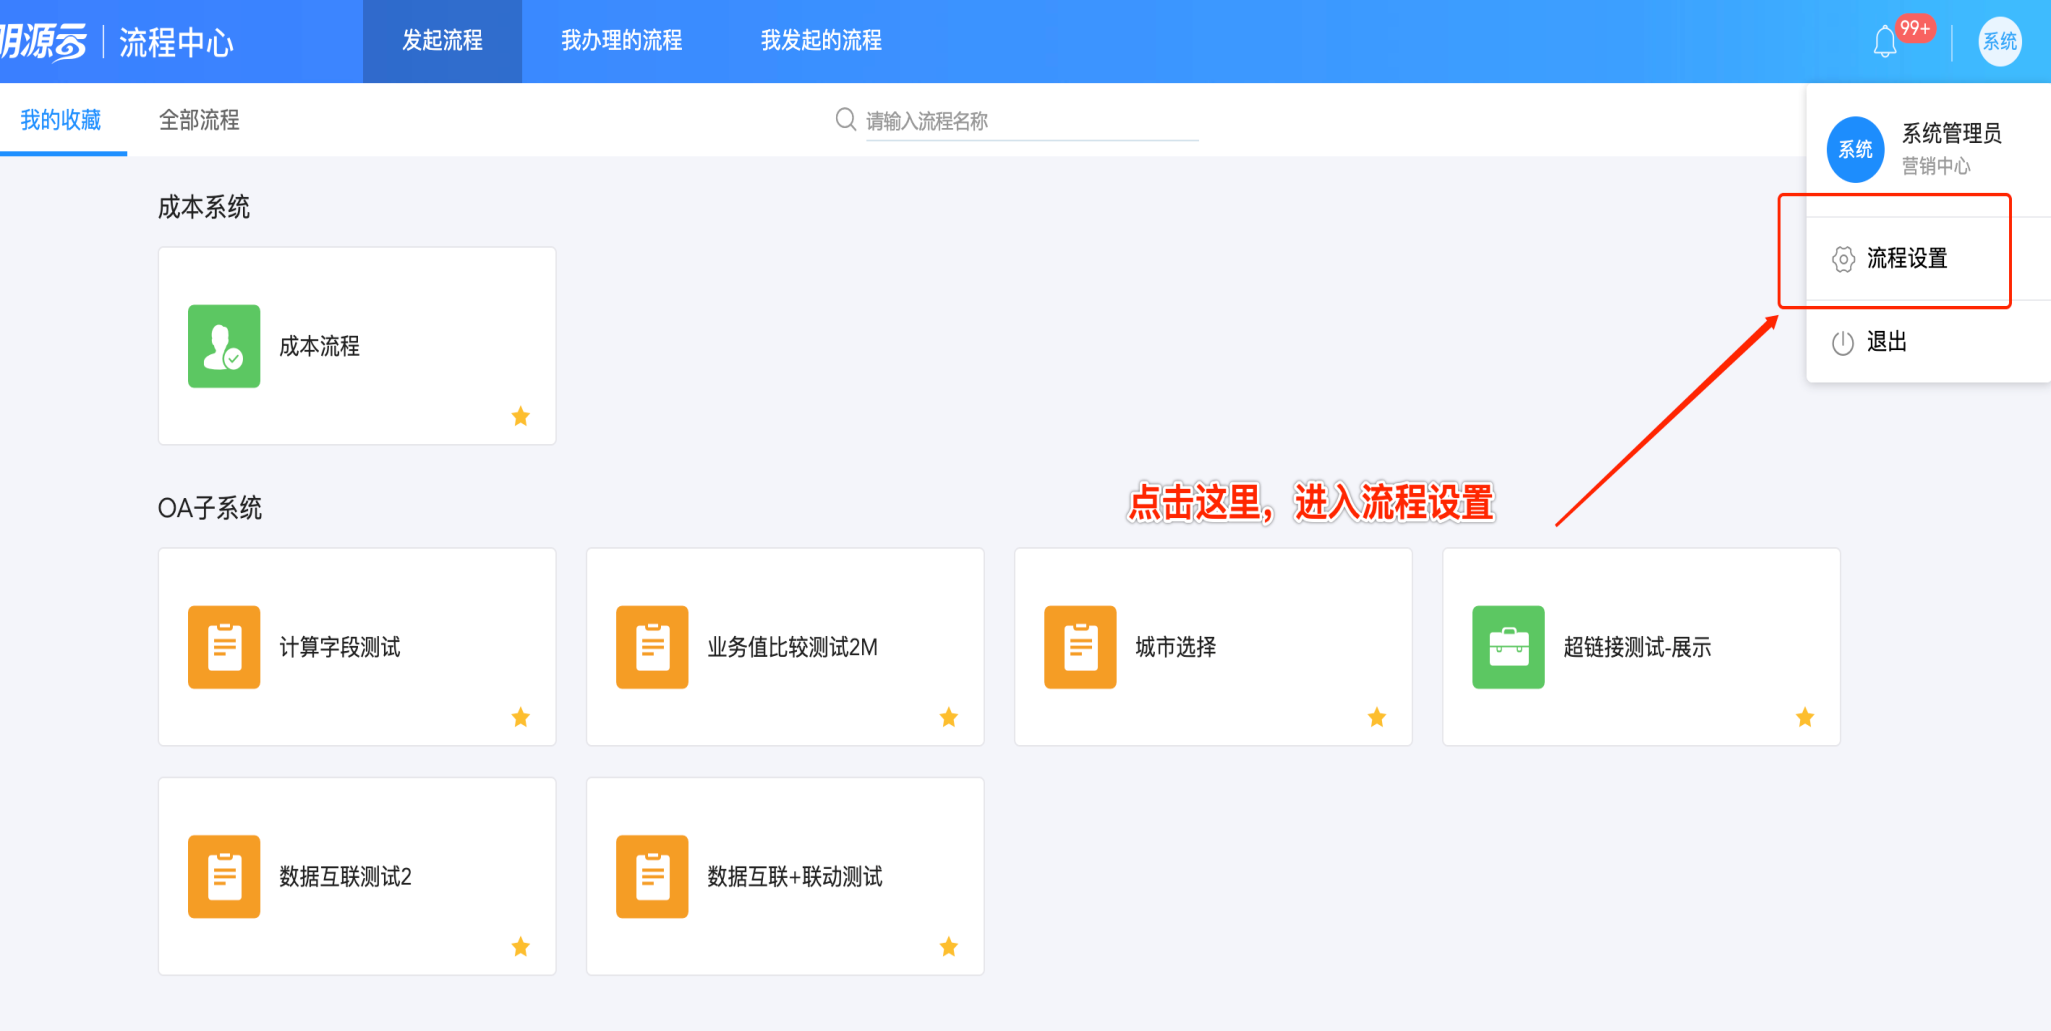 明源云 流程中心 发起流程 我办理的流程 我发起的流程 99+ 系统
我的收藏 全部流程 请输入流程名称
系统 系统管理员
营销中心
流程设置
退出
成本系统
成本流程
点击这里，进入流程设置
OA子系统
计算字段测试 业务值比较测试2M 城市选择 超链接测试-展示
数据互联测试2 数据互联+联动测试